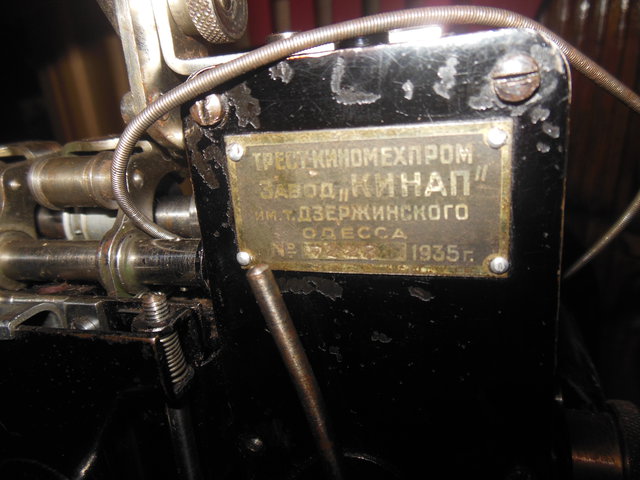 ТРЕСТ-КИНОМЕХПРОМ
ЗАВОД „КИНАП"
ИМ.Т.ДЗЕРЖИНСКОГО
ОДЕССА
№ 1935 г.